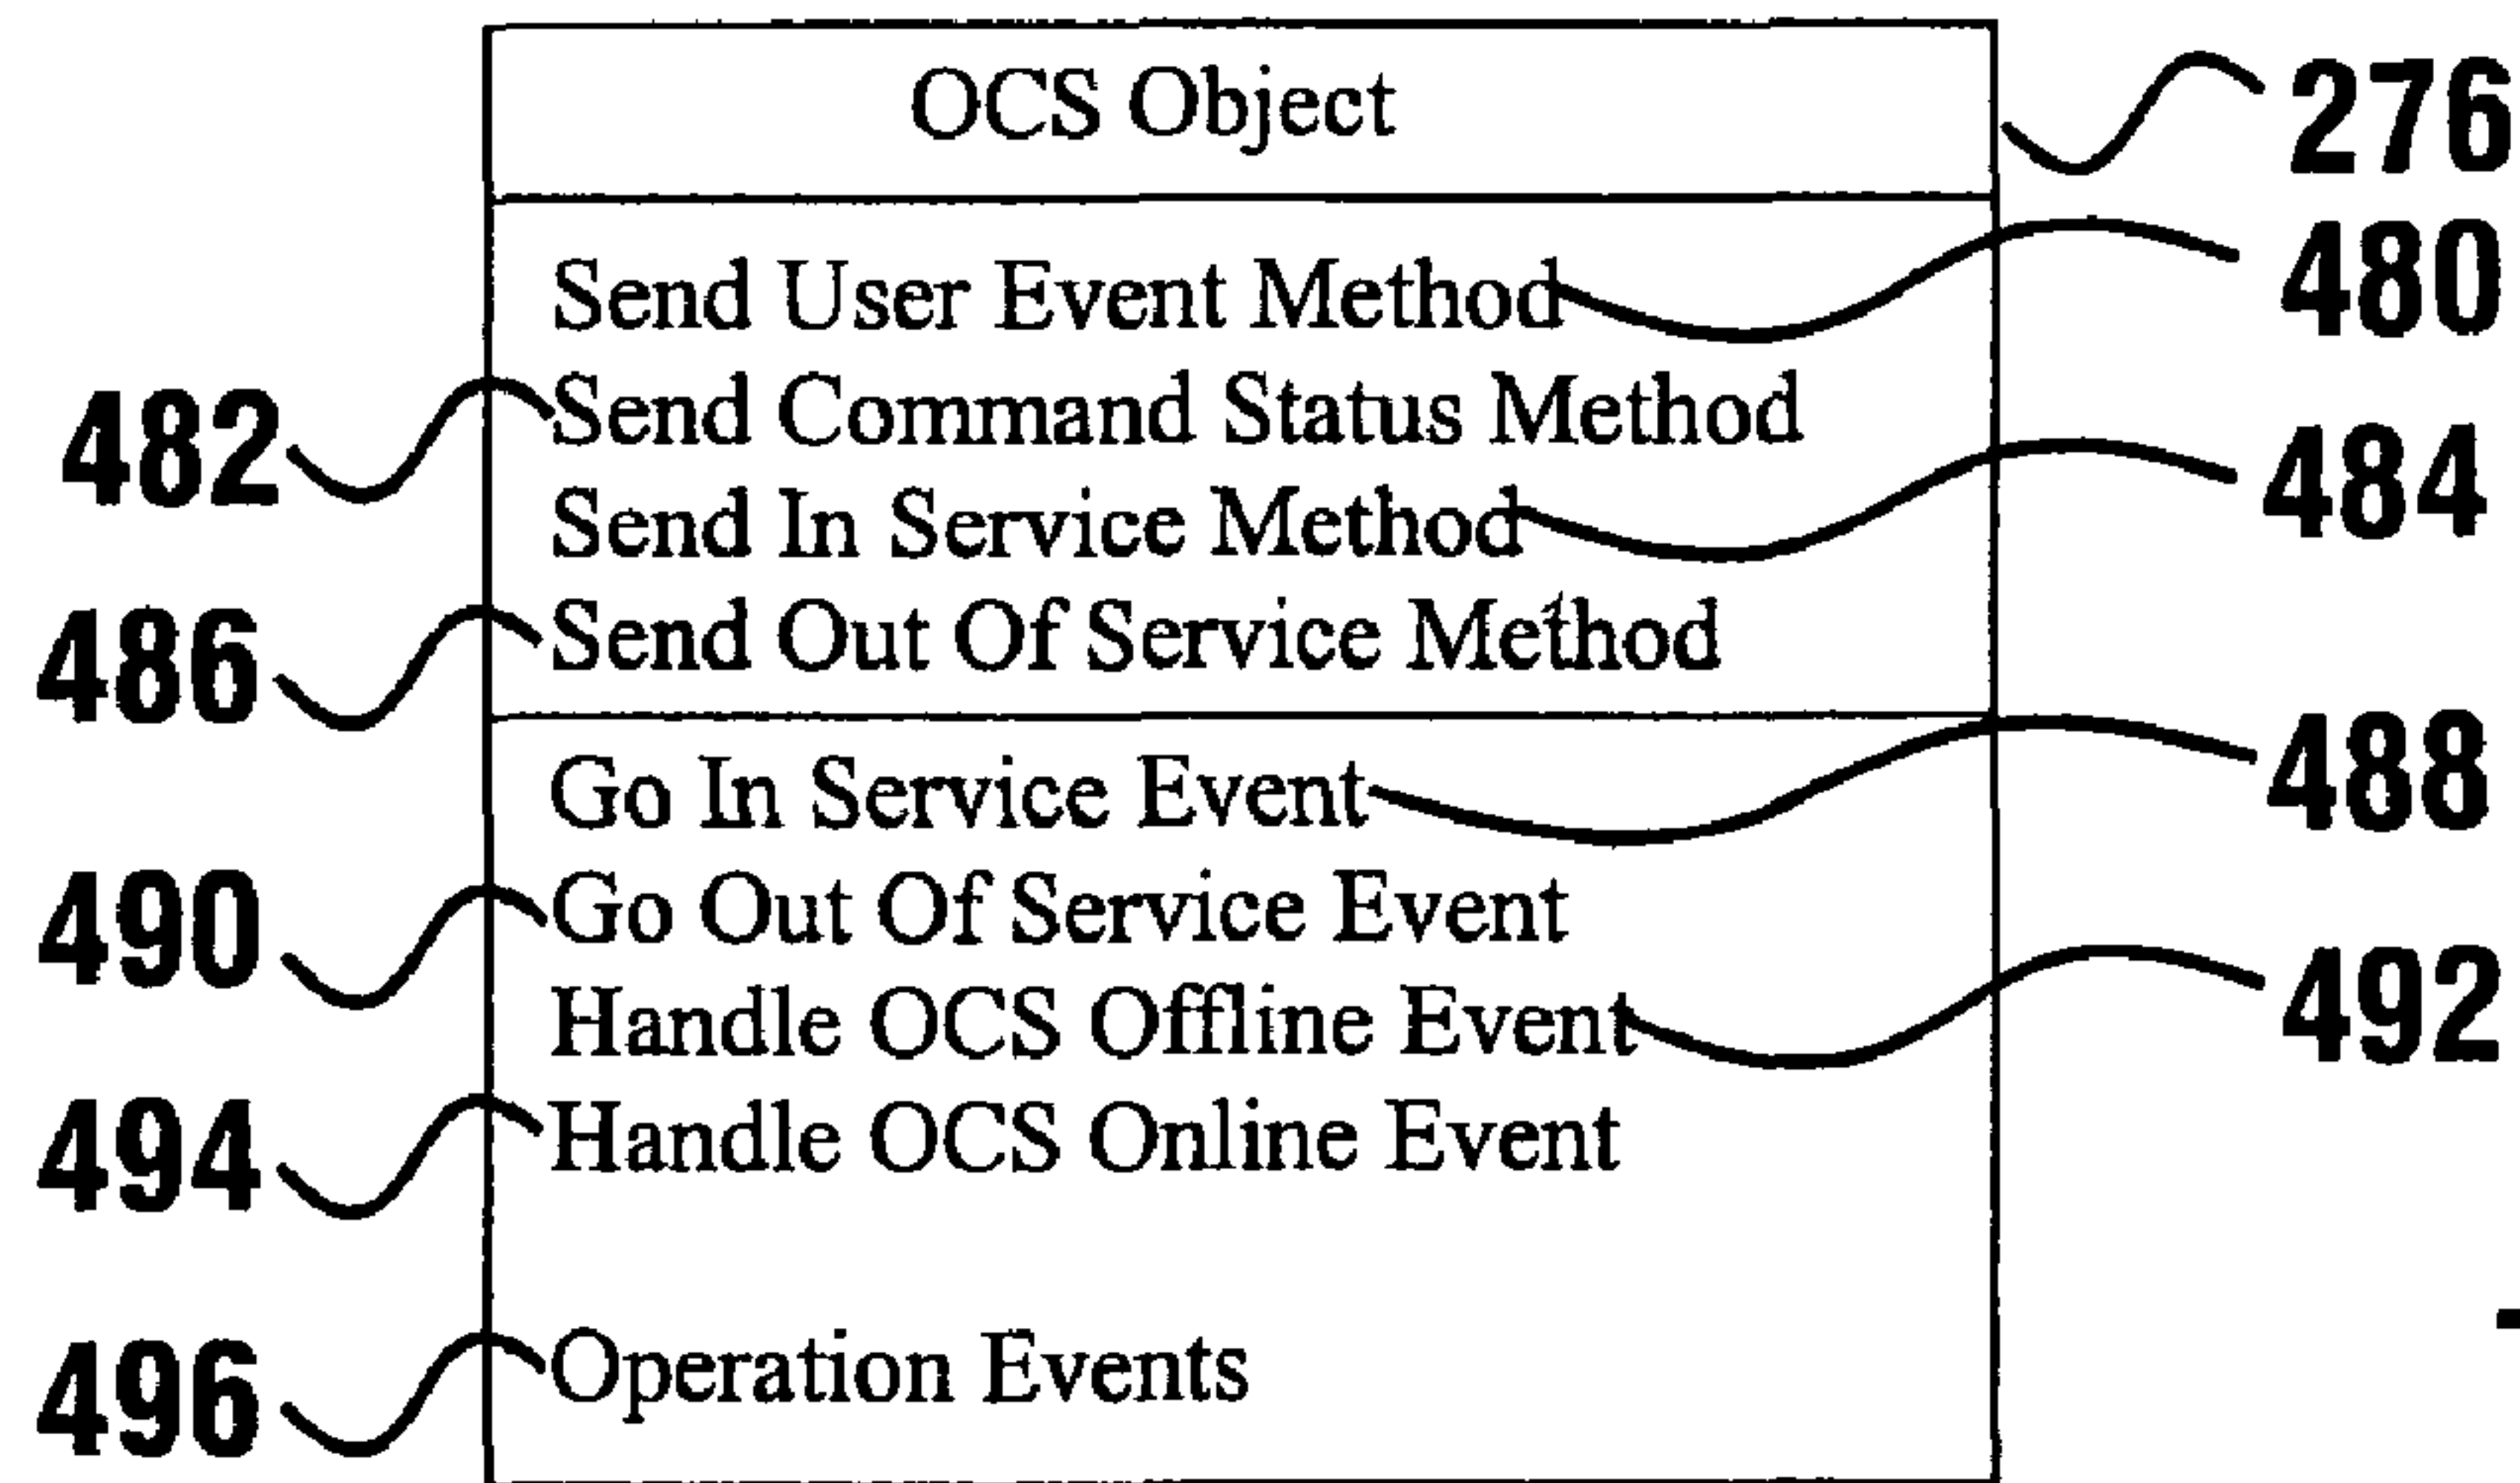 OCS Object
276
Send User Event Method
480
482
Send Command Status Method
Send In Service Method
484
486
Send Out Of Service Method
Go In Service Event
488
490
Go Out Of Service Event
Handle OCS Offline Event
492
494
Handle OCS Online Event
496
Operation Events